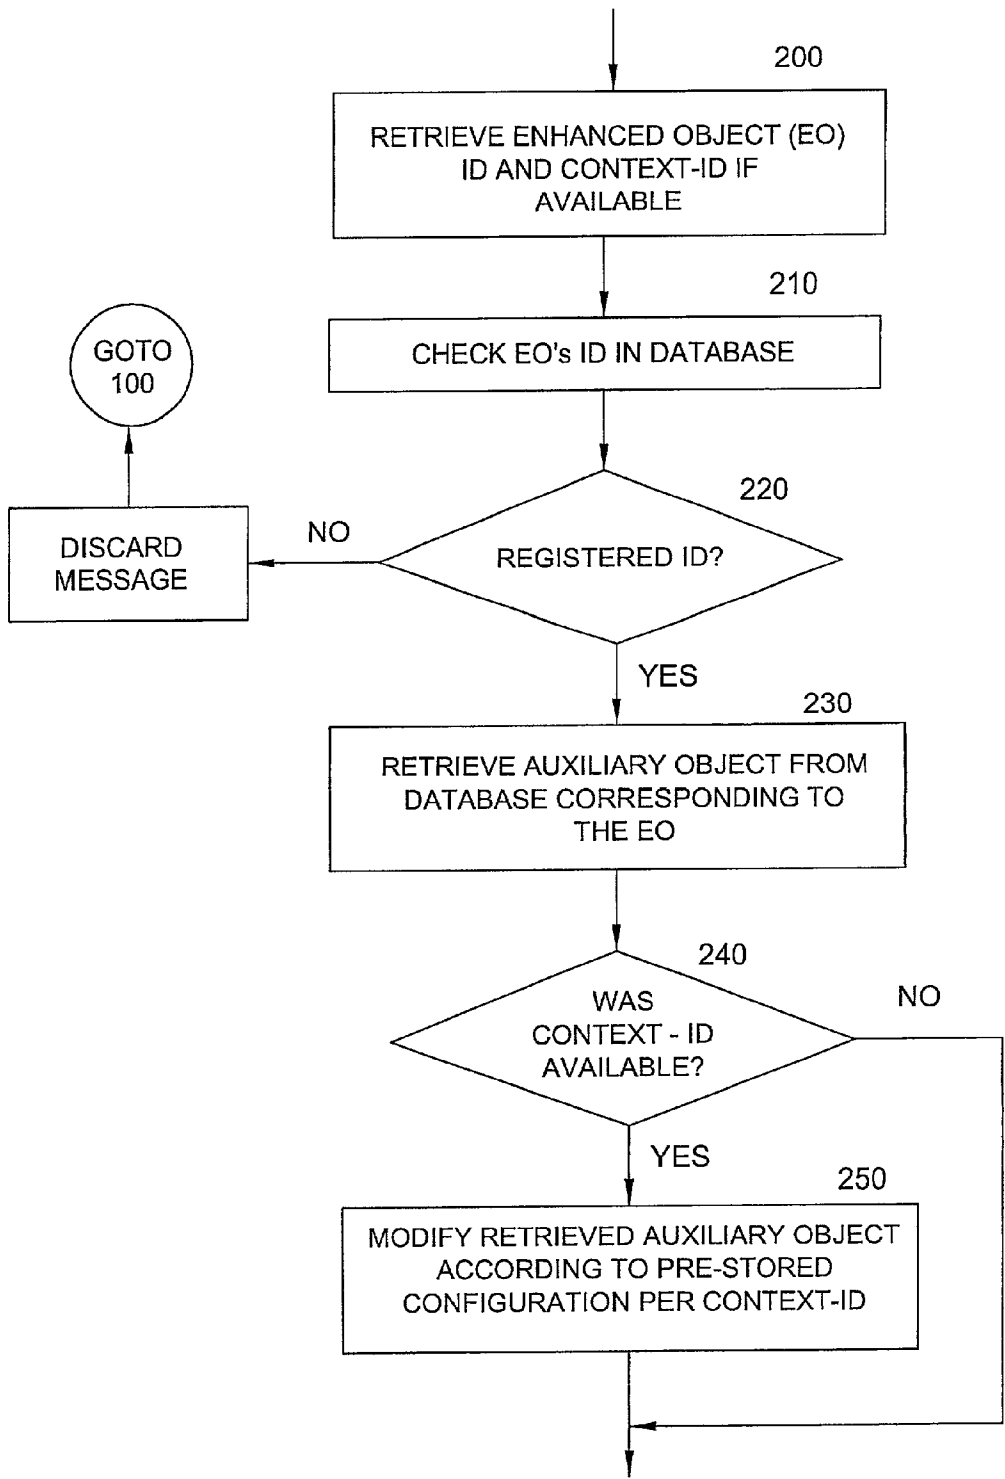 200
RETRIEVE ENHANCED OBJECT (EO)
ID AND CONTEXT-ID IF
AVAILABLE
210
CHECK EO's ID IN DATABASE
GOTO
100
220
REGISTERED ID?
NO
DISCARD
MESSAGE
YES
230
RETRIEVE AUXILIARY OBJECT FROM
DATABASE CORRESPONDING TO
THE EO
240
WAS
CONTEXT - ID
AVAILABLE?
NO
YES
250
MODIFY RETRIEVED AUXILIARY OBJECT
ACCORDING TO PRE-STORED
CONFIGURATION PER CONTEXT-ID